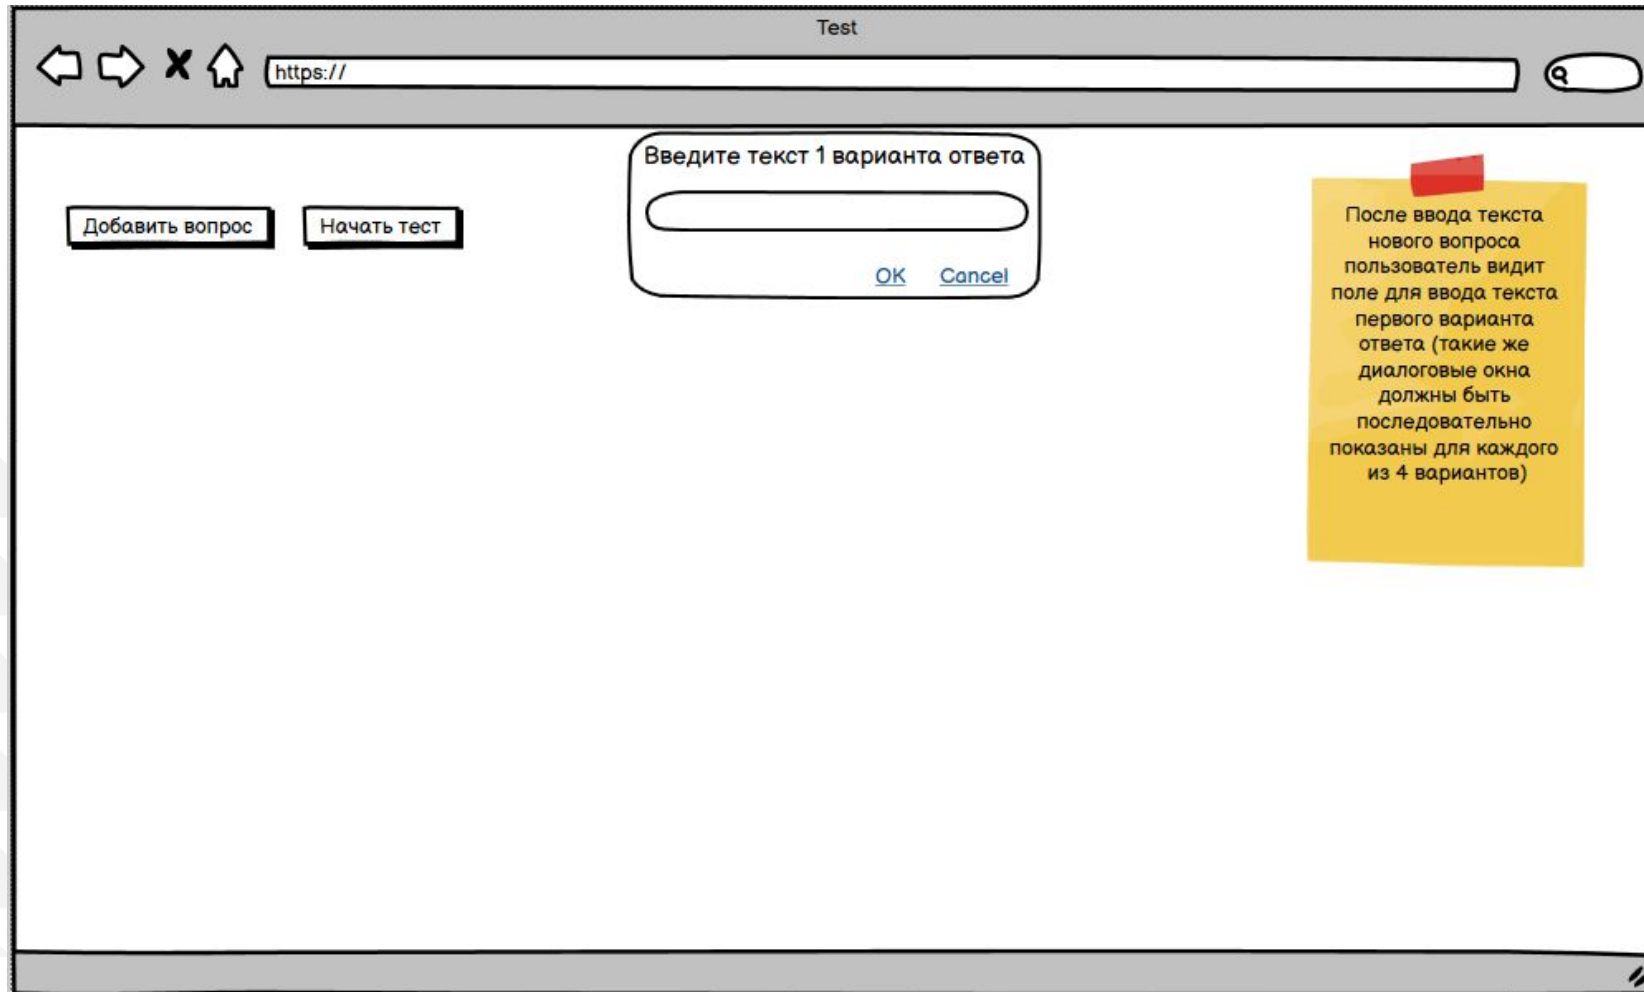 Test
https://
Введите текст 1 варианта ответа
Добавить вопрос
Начать тест
OK
Cancel
После ввода текста
нового вопроса
пользователь видит
поле для ввода текста
первого варианта
ответа (такие же
диалоговые окна
должны быть
последовательно
показаны для каждого
из 4 вариантов)